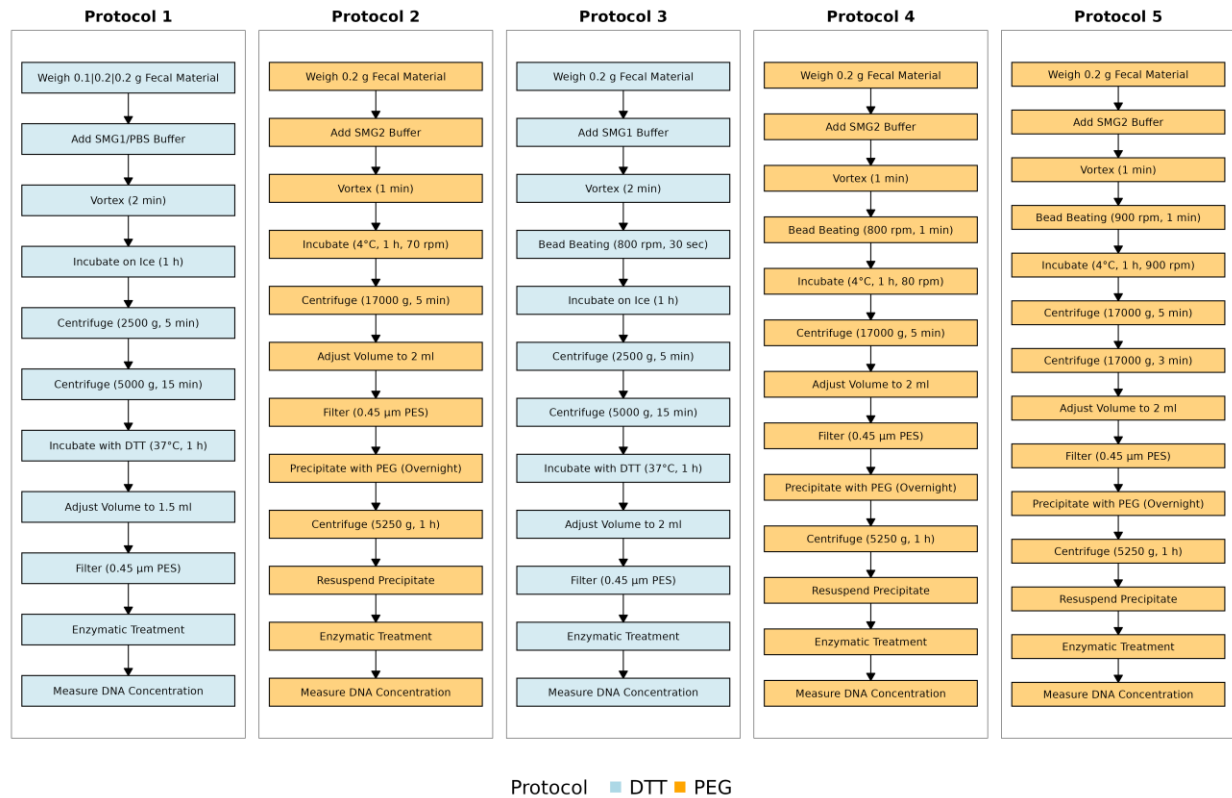 Protocol 1
Weigh 0.1|0.2|0.2 g Fecal Material
Add SMG1/PBS Buffer
Vortex (2 min)
Incubate on Ice (1 h)
Centrifuge (2500 g, 5 min)
Centrifuge (5000 g, 15 min)
Incubate with DTT (37°C, 1 h)
Adjust Volume to 1.5 ml
Filter (0.45 µm PES)
Enzymatic Treatment
Measure DNA Concentration
Protocol 2
Weigh 0.2 g Fecal Material
Add SMG2 Buffer
Vortex (1 min)
Incubate (4°C, 1 h, 70 rpm)
Centrifuge (17000 g, 5 min)
Adjust Volume to 2 ml
Filter (0.45 µm PES)
Precipitate with PEG (Overnight)
Centrifuge (5250 g, 1 h)
Resuspend Precipitate
Enzymatic Treatment
Measure DNA Concentration
Protocol 3
Weigh 0.2 g Fecal Material
Add SMG1 Buffer
Vortex (2 min)
Bead Beating (800 rpm, 30 sec)
Incubate on Ice (1 h)
Centrifuge (2500 g, 5 min)
Centrifuge (5000 g, 15 min)
Incubate with DTT (37°C, 1 h)
Adjust Volume to 2 ml
Filter (0.45 µm PES)
Enzymatic Treatment
Measure DNA Concentration
Protocol 4
Weigh 0.2 g Fecal Material
Add SMG2 Buffer
Vortex (1 min)
Bead Beating (800 rpm, 1 min)
Incubate (4°C, 1 h, 80 rpm)
Centrifuge (17000 g, 5 min)
Adjust Volume to 2 ml
Filter (0.45 µm PES)
Precipitate with PEG (Overnight)
Centrifuge (5250 g, 1 h)
Resuspend Precipitate
Enzymatic Treatment
Measure DNA Concentration
Protocol 5
Weigh 0.2 g Fecal Material
Add SMG2 Buffer
Vortex (1 min)
Bead Beating (900 rpm, 1 min)
Incubate (4°C, 1 h, 900 rpm)
Centrifuge (17000 g, 5 min)
Centrifuge (17000 g, 3 min)
Adjust Volume to 2 ml
Filter (0.45 µm PES)
Precipitate with PEG (Overnight)
Centrifuge (5250 g, 1 h)
Resuspend Precipitate
Enzymatic Treatment
Measure DNA Concentration
Protocol DTT PEG